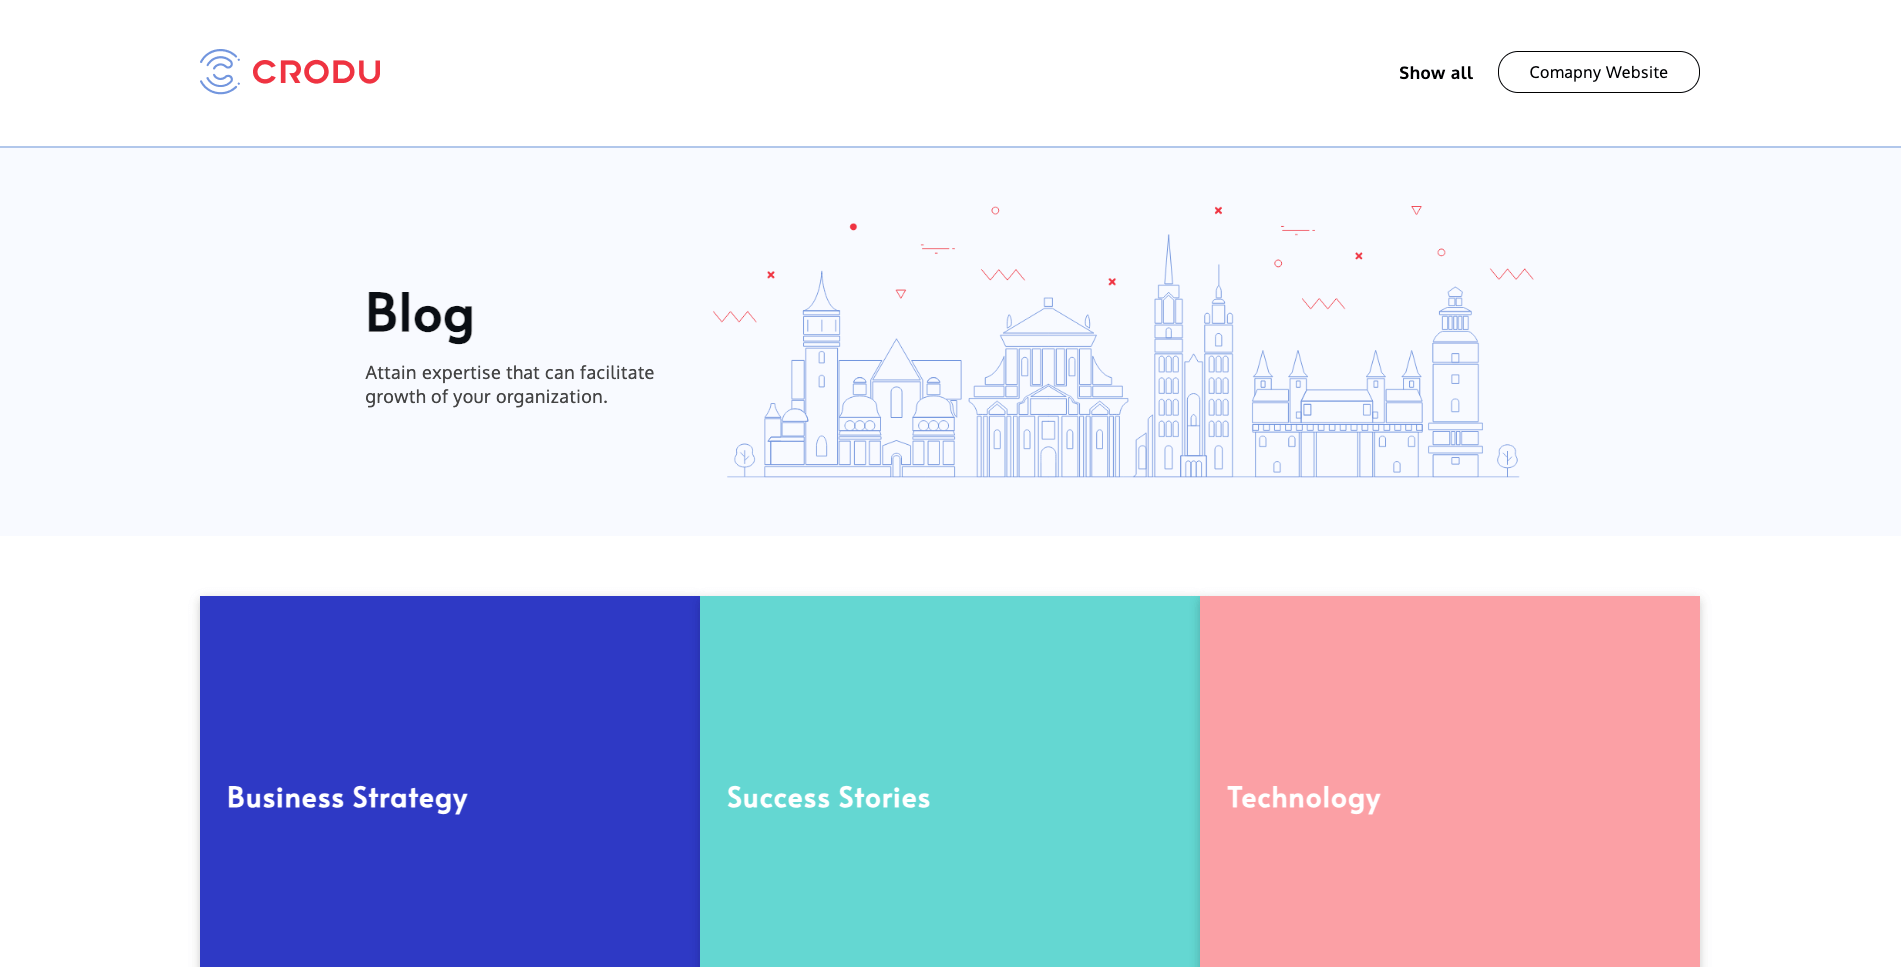 CRODU
Show all
Comapny Website
Blog
Attain expertise that can facilitate
growth of your organization.
Business Strategy
Success Stories
Technology